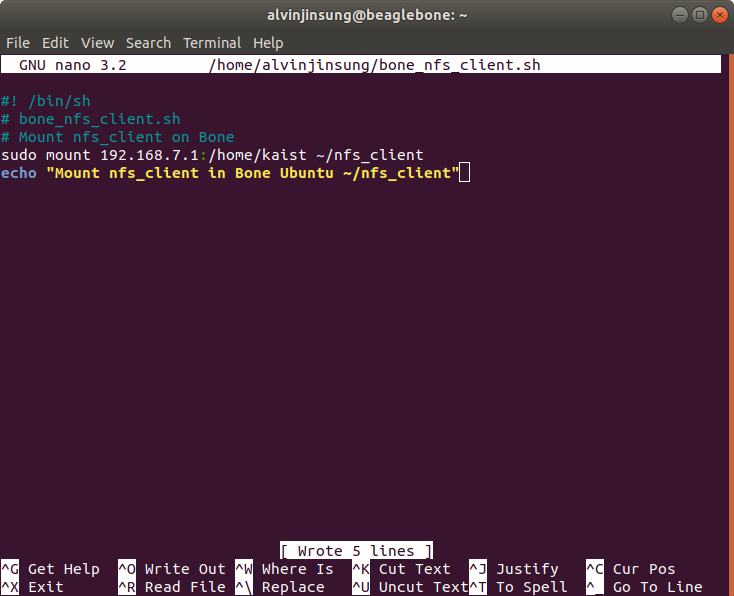 alvinjinsung@beaglebone: ~
File Edit View Search Terminal Help
GNU nano 3.2 /home/alvinjinsung/bone_nfs_client.sh
#! /bin/sh
# bone_nfs_client.sh
# Mount nfs_client on Bone
sudo mount 192.168.7.1:/home/kaist ~/nfs_client
echo "Mount nfs_client in Bone Ubuntu ~/nfs_client"
[ Wrote 5 lines ]
^G Get Help ^O Write Out ^W Where Is ^K Cut Text ^J Justify ^C Cur Pos
^X Exit ^R Read File ^\ Replace ^U Uncut Text ^T To Spell ^_ Go To Line